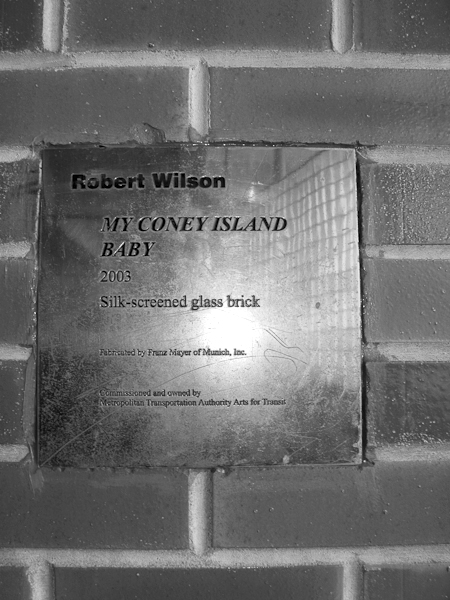 Robert Wilson
MY CONEY ISLAND
BABY
2003
Silk-screened glass brick
Fabricated by Franz Mayer of Munich, Inc.
Commissioned and owned by
Metropolitan Transportation Authority Arts for Transit